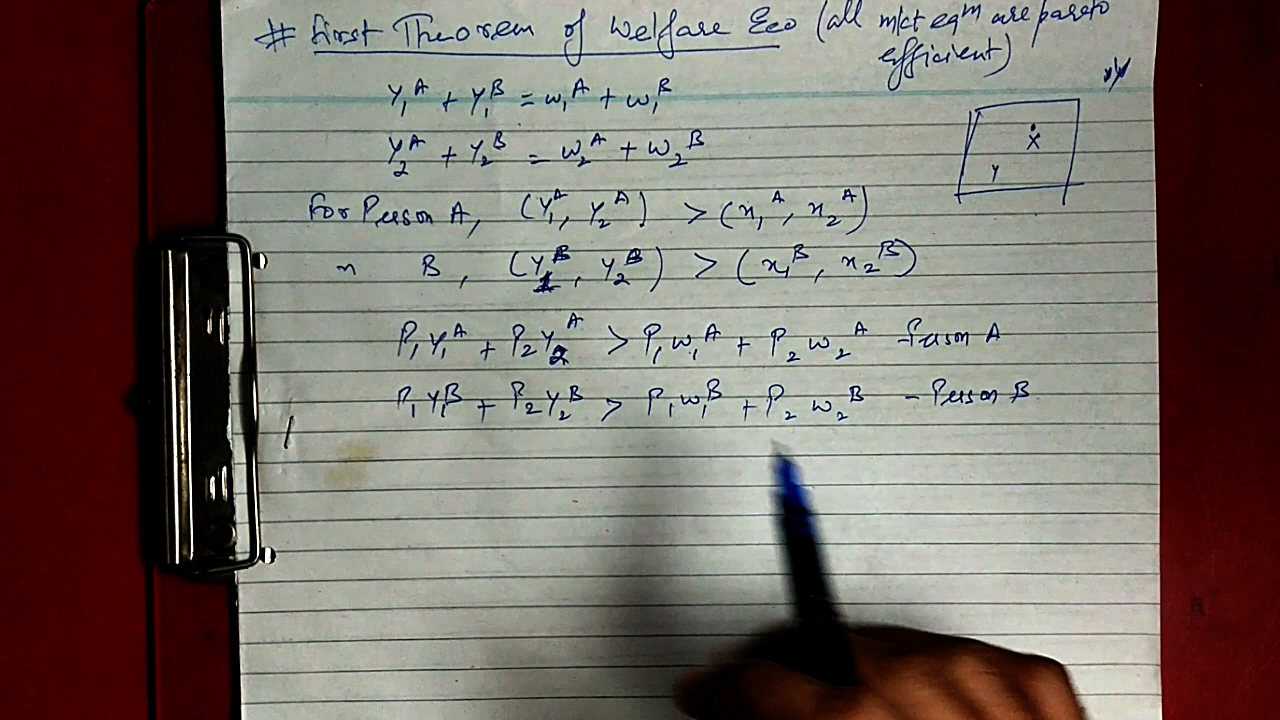 # First Theorem of Welfare Eco (all mkt eqm are pareto
efficient)
Y₁ᴬ + Y₁ᴮ = w₁ᴬ + w₁ᴮ
Y₂ᴬ + Y₂ᴮ = w₂ᴬ + w₂ᴮ
X
Y
For Person A, (Y₁ᴬ, Y₂ᴬ) > (x₁ᴬ, x₂ᴬ)
" B, (Y₁ᴮ, Y₂ᴮ) > (x₁ᴮ, x₂ᴮ)
P₁Y₁ᴬ + P₂Y₂ᴬ > P₁w₁ᴬ + P₂w₂ᴬ - Person A
P₁Y₁ᴮ + P₂Y₂ᴮ > P₁w₁ᴮ + P₂w₂ᴮ - Person B